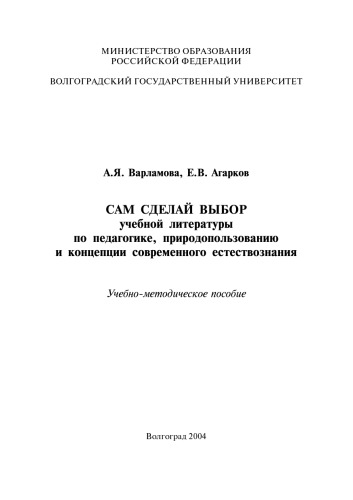 МИНИСТЕРСТВО ОБРАЗОВАНИЯ
РОССИЙСКОЙ ФЕДЕРАЦИИ
ВОЛГОГРАДСКИЙ ГОСУДАРСТВЕННЫЙ УНИВЕРСИТЕТ
А.Я. Варламова, Е.В. Агарков
САМ СДЕЛАЙ ВЫБОР
учебной литературы
по педагогике, природопользованию
и концепции современного естествознания
Учебно-методическое пособие
Волгоград 2004